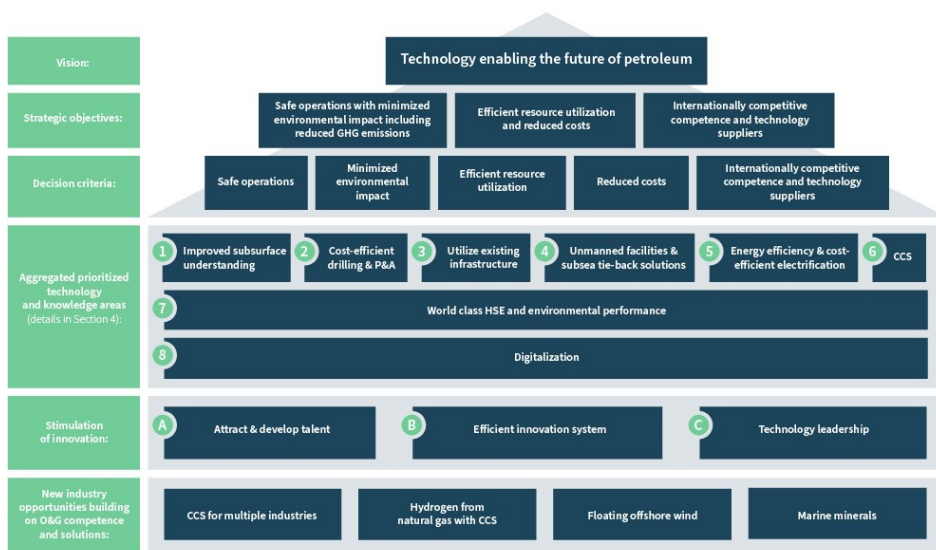 Vision:
Technology enabling the future of petroleum
Strategic objectives:
Safe operations with minimized
environmental impact including
reduced GHG emissions
Efficient resource utilization
and reduced costs
Internationally competitive
competence and technology
suppliers
Decision criteria:
Safe operations
Minimized
environmental
impact
Efficient resource
utilization
Reduced costs
Internationally competitive
competence and technology
suppliers
Aggregated prioritized
technology
and knowledge areas
(details in Section 4):
1
Improved subsurface
understanding
2
Cost-efficient
drilling & P&A
3
Utilize existing
infrastructure
4
Unmanned facilities &
subsea tie-back solutions
5
Energy efficiency & cost-
efficient electrification
6
CCS
7
World class HSE and environmental performance
8
Digitalization
Stimulation
of innovation:
A
Attract & develop talent
B
Efficient innovation system
C
Technology leadership
New industry
opportunities building
on O&G competence
and solutions:
CCS for multiple industries
Hydrogen from
natural gas with CCS
Floating offshore wind
Marine minerals